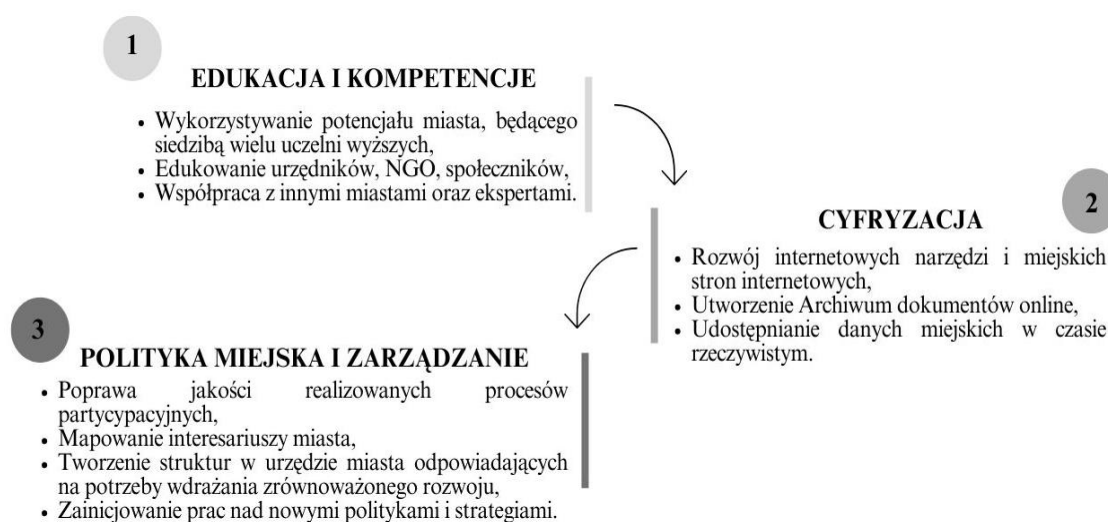 1
EDUKACJA I KOMPETENCJE
• Wykorzystywanie potencjału miasta, będącego
siedzibą wielu uczelni wyższych,
• Edukowanie urzędników, NGO, społeczników,
• Współpraca z innymi miastami oraz ekspertami.
2
CYFRYZACJA
• Rozwój internetowych narzędzi i miejskich
stron internetowych,
• Utworzenie Archiwum dokumentów online,
• Udostępnianie danych miejskich w czasie
rzeczywistym.
3
POLITYKA MIEJSKA I ZARZĄDZANIE
• Poprawa jakości realizowanych procesów
partycypacyjnych,
• Mapowanie interesariuszy miasta,
• Tworzenie struktur w urzędzie miasta odpowiadających
na potrzeby wdrażania zrównoważonego rozwoju,
• Zainicjowanie prac nad nowymi politykami i strategiami.